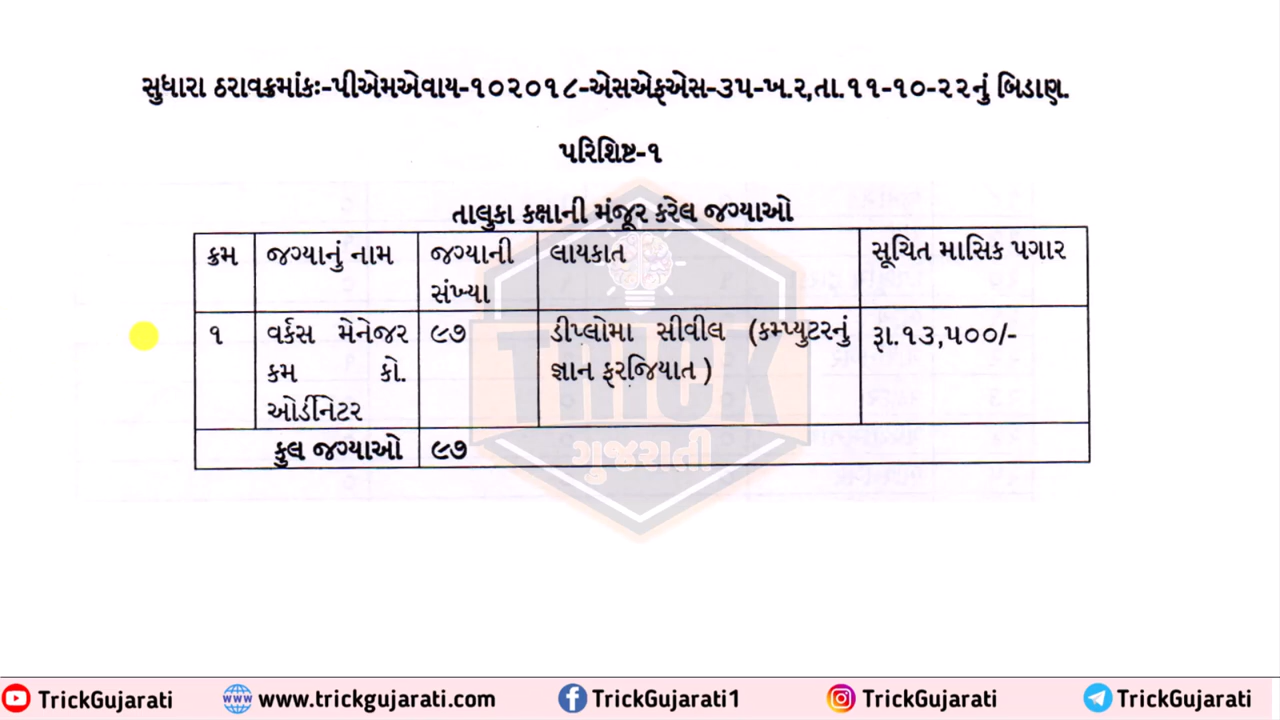 સુધારા ઠરાવક્રમાંકઃ-પીએમએવાય-૧૦૨૦૧૮-એસએફએસ-૩૫-ખ.૨,તા.૧૧-૧૦-૨૨નું બિડાણ.
પરિશિષ્ટ-૧
તાલુકા કક્ષાની મંજૂર કરેલ જગ્યાઓ
ક્રમ જગ્યાનું નામ જગ્યાની સંખ્યા લાયકાત સૂચિત માસિક પગાર
૧ વર્કસ મેનેજર કમ કો. ઓર્ડીનેટર ૯૭ ડીપ્લોમા સીવીલ (કમ્પ્યુટરનું જ્ઞાન ફરજિયાત) રૂા.૧૩,૫૦૦/-
કુલ જગ્યાઓ ૯૭
TRICK
ગુજરાતી
TrickGujarati www.trickgujarati.com TrickGujarati1 TrickGujarati TrickGujarati